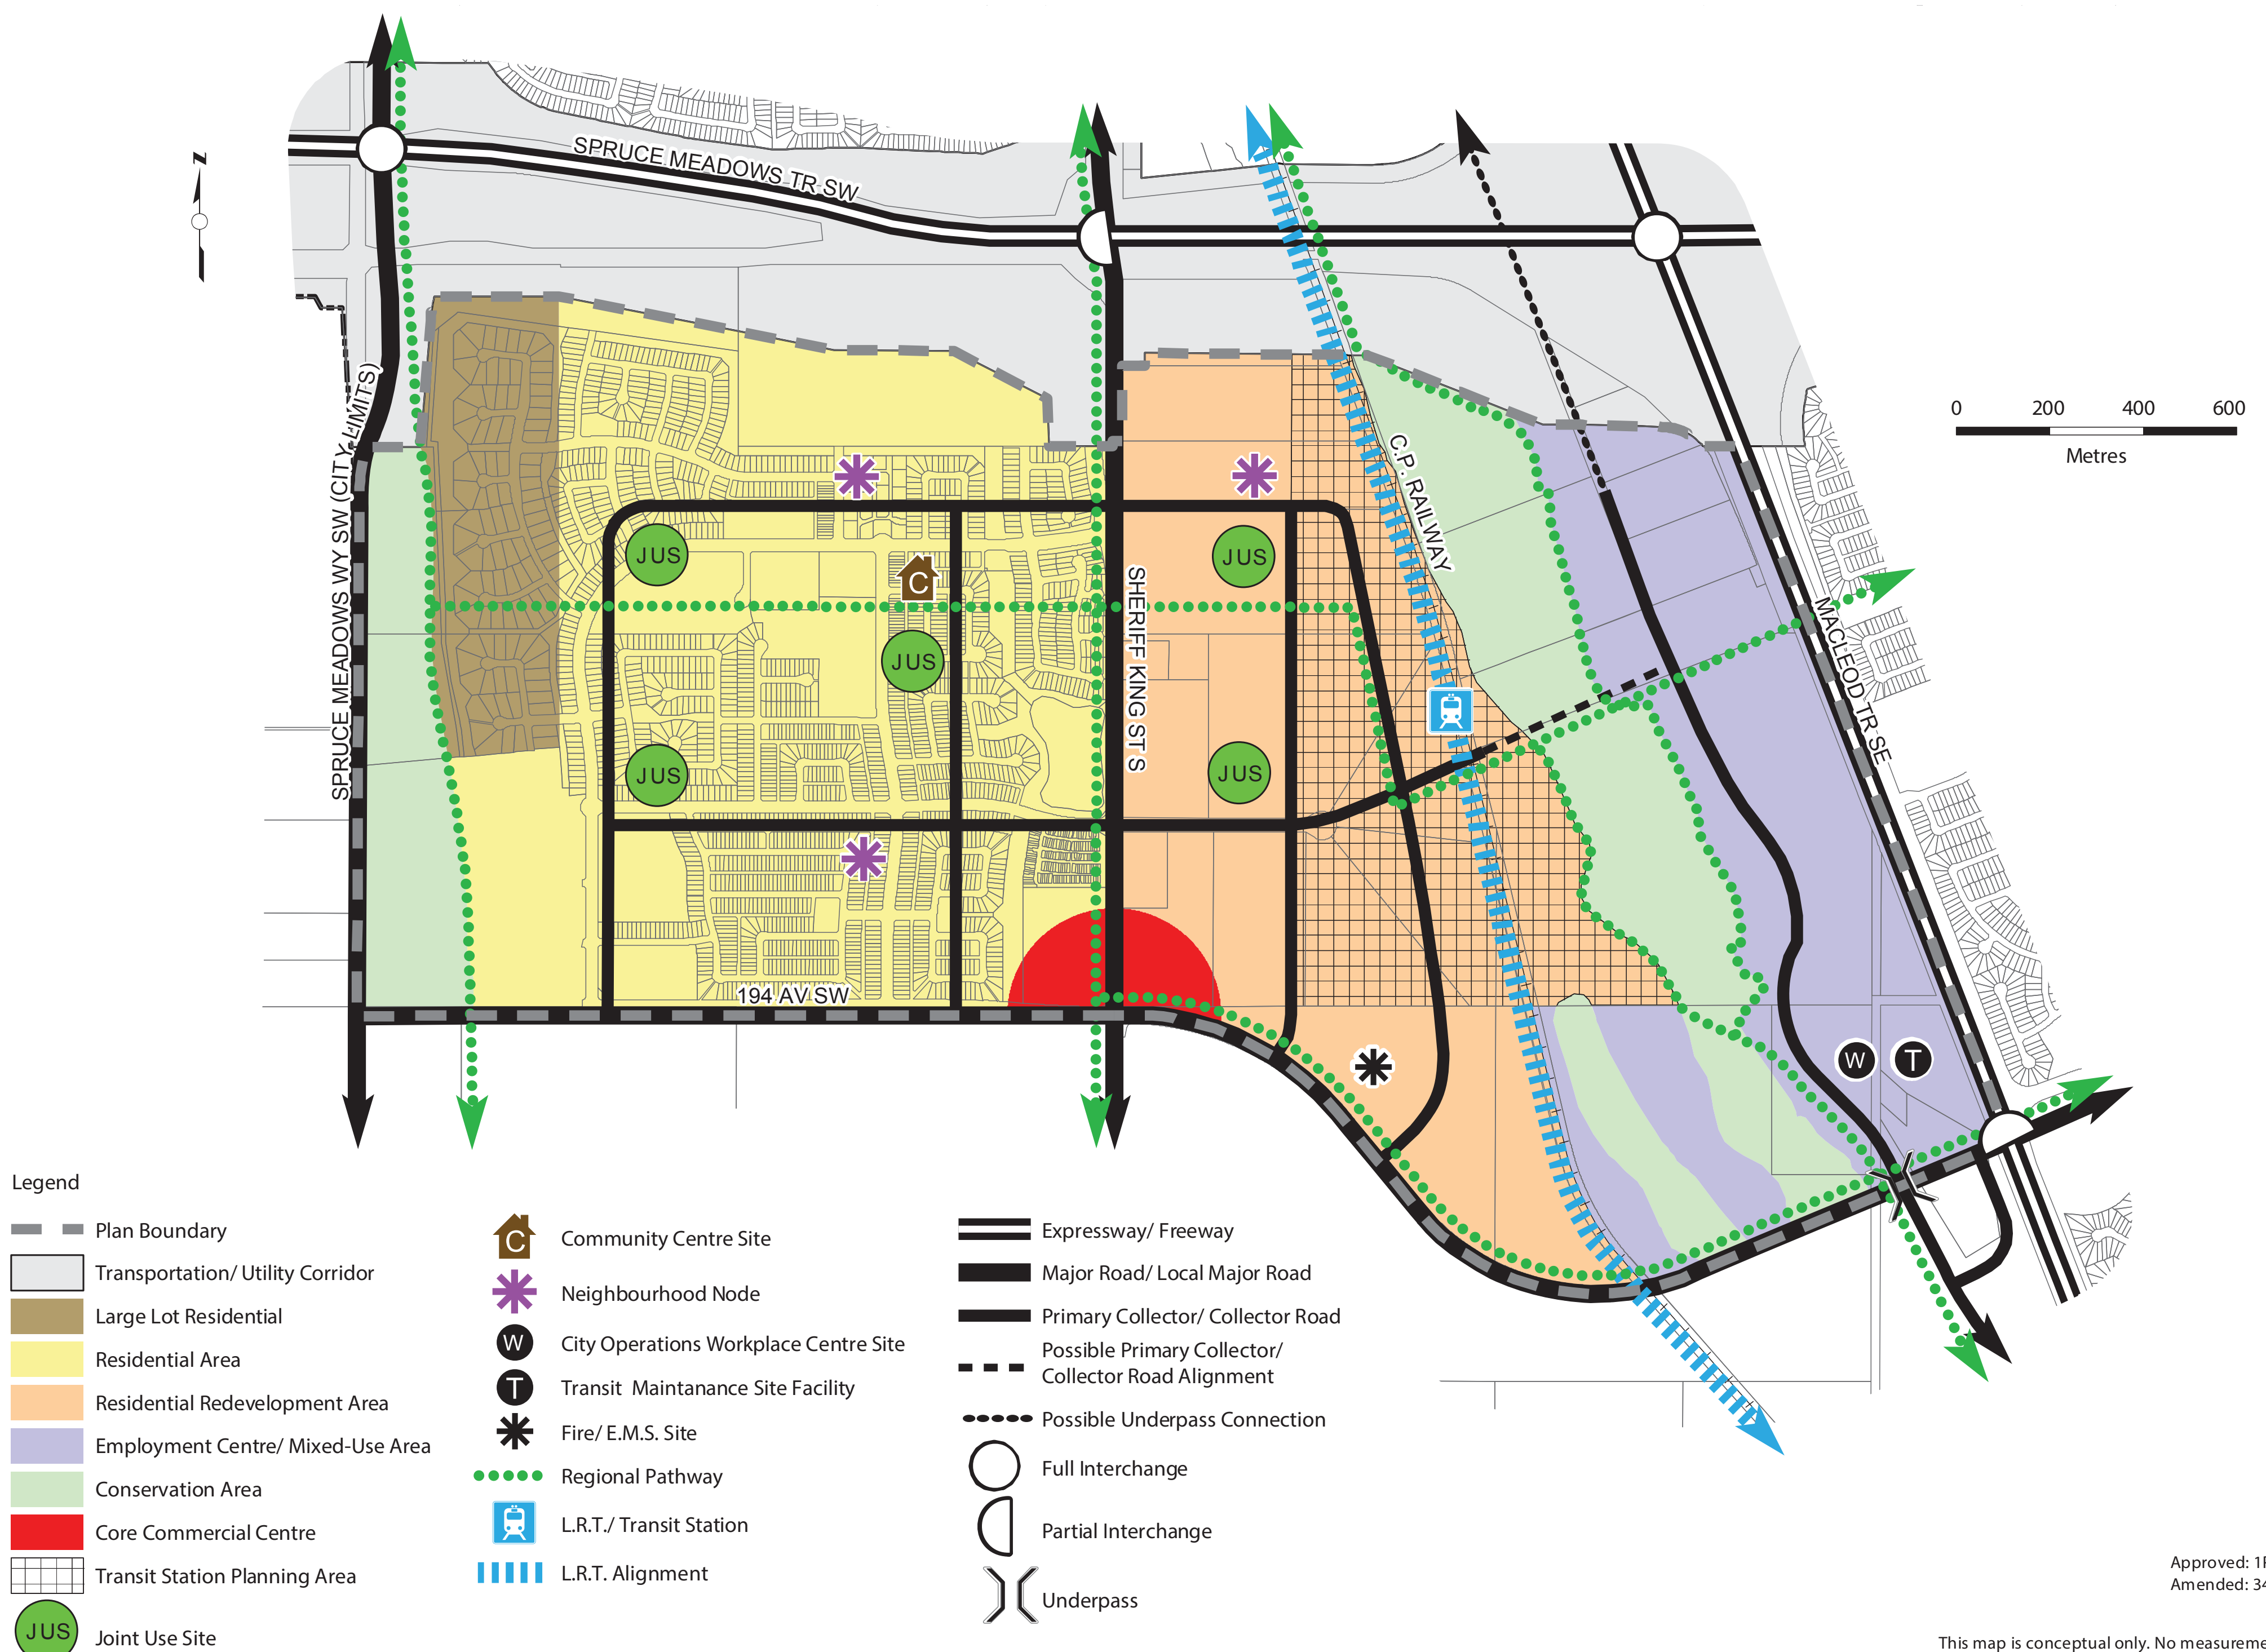 N
SPRUCE MEADOWS TR SW
SPRUCE MEADOWS WY SW (CITY LIMITS)
C.P. RAILWAY
0 200 400 600
Metres
JUS
JUS
C
SHERIFF KING ST S
MACLEOD TR SE
JUS
JUS
JUS
194 AV SW
W
T
Legend
Plan Boundary
Transportation/ Utility Corridor
Large Lot Residential
Residential Area
Residential Redevelopment Area
Employment Centre/ Mixed-Use Area
Conservation Area
Core Commercial Centre
Transit Station Planning Area
JUS
Joint Use Site
C
Community Centre Site
Neighbourhood Node
W
City Operations Workplace Centre Site
T
Transit Maintanance Site Facility
Fire/ E.M.S. Site
Regional Pathway
L.R.T./ Transit Station
L.R.T. Alignment
Expressway/ Freeway
Major Road/ Local Major Road
Primary Collector/ Collector Road
Possible Primary Collector/
Collector Road Alignment
Possible Underpass Connection
Full Interchange
Partial Interchange
Underpass
Approved:
Amended: 34
This map is conceptual only. No